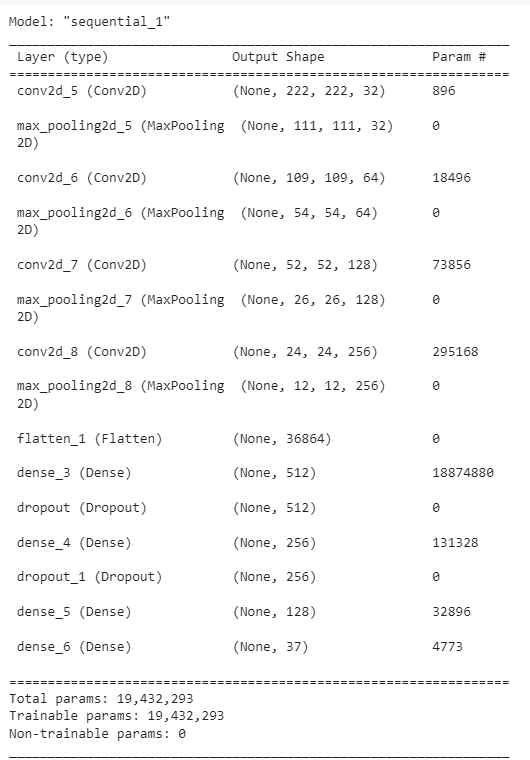 Model: "sequential_1"
Layer (type) Output Shape Param #
=================================================================
conv2d_5 (Conv2D) (None, 222, 222, 32) 896
max_pooling2d_5 (MaxPooling (None, 111, 111, 32) 0
2D)
conv2d_6 (Conv2D) (None, 109, 109, 64) 18496
max_pooling2d_6 (MaxPooling (None, 54, 54, 64) 0
2D)
conv2d_7 (Conv2D) (None, 52, 52, 128) 73856
max_pooling2d_7 (MaxPooling (None, 26, 26, 128) 0
2D)
conv2d_8 (Conv2D) (None, 24, 24, 256) 295168
max_pooling2d_8 (MaxPooling (None, 12, 12, 256) 0
2D)
flatten_1 (Flatten) (None, 36864) 0
dense_3 (Dense) (None, 512) 18874880
dropout (Dropout) (None, 512) 0
dense_4 (Dense) (None, 256) 131328
dropout_1 (Dropout) (None, 256) 0
dense_5 (Dense) (None, 128) 32896
dense_6 (Dense) (None, 37) 4773
=================================================================
Total params: 19,432,293
Trainable params: 19,432,293
Non-trainable params: 0